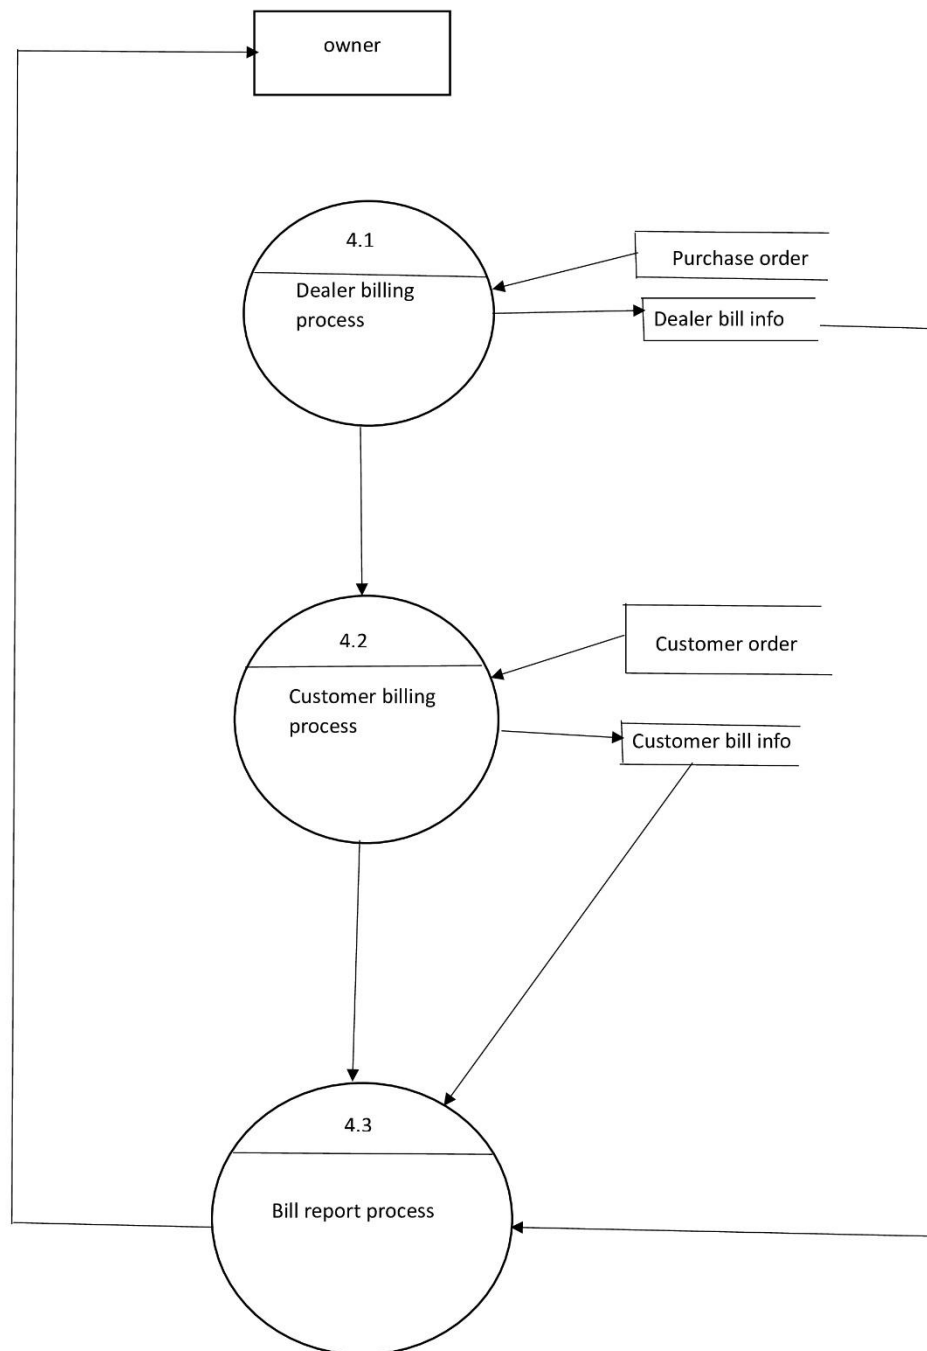 owner
4.1
Dealer billing
process
Purchase order
Dealer bill info
4.2
Customer billing
process
Customer order
Customer bill info
4.3
Bill report process